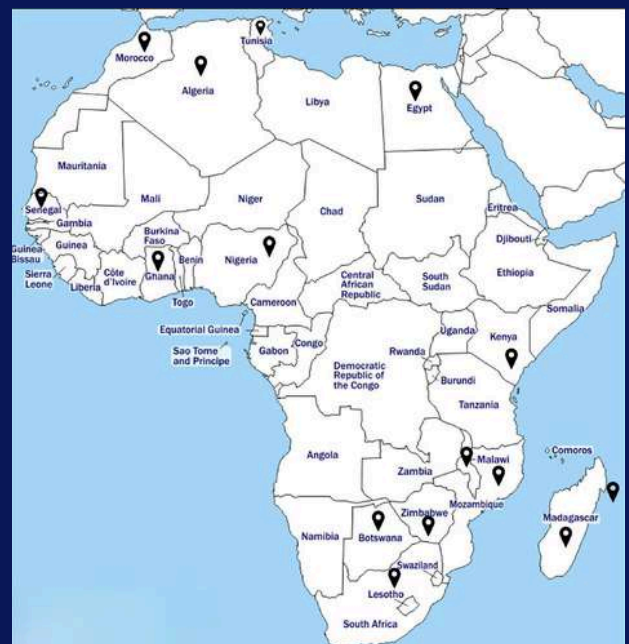 Tunisia
Morocco
Algeria
Libya
Egypt
Mauritania
Mali
Niger
Chad
Sudan
Eritrea
Senegal
Gambia
Guinea
Bissau
Guinea
Burkina
Faso
Djibouti
Sierra
Leone
Liberia
Côte
d'Ivoire
Ghana
Togo
Benin
Nigeria
Cameroon
Central
African
Republic
South
Sudan
Ethiopia
Somalia
Equatorial Guinea
Sao Tome
and Principe
Gabon
Congo
Democratic
Republic of
the Congo
Uganda
Rwanda
Kenya
Burundi
Tanzania
Angola
Zambia
Malawi
Comoros
Mozambique
Madagascar
Zimbabwe
Namibia
Botswana
Swaziland
Lesotho
South Africa